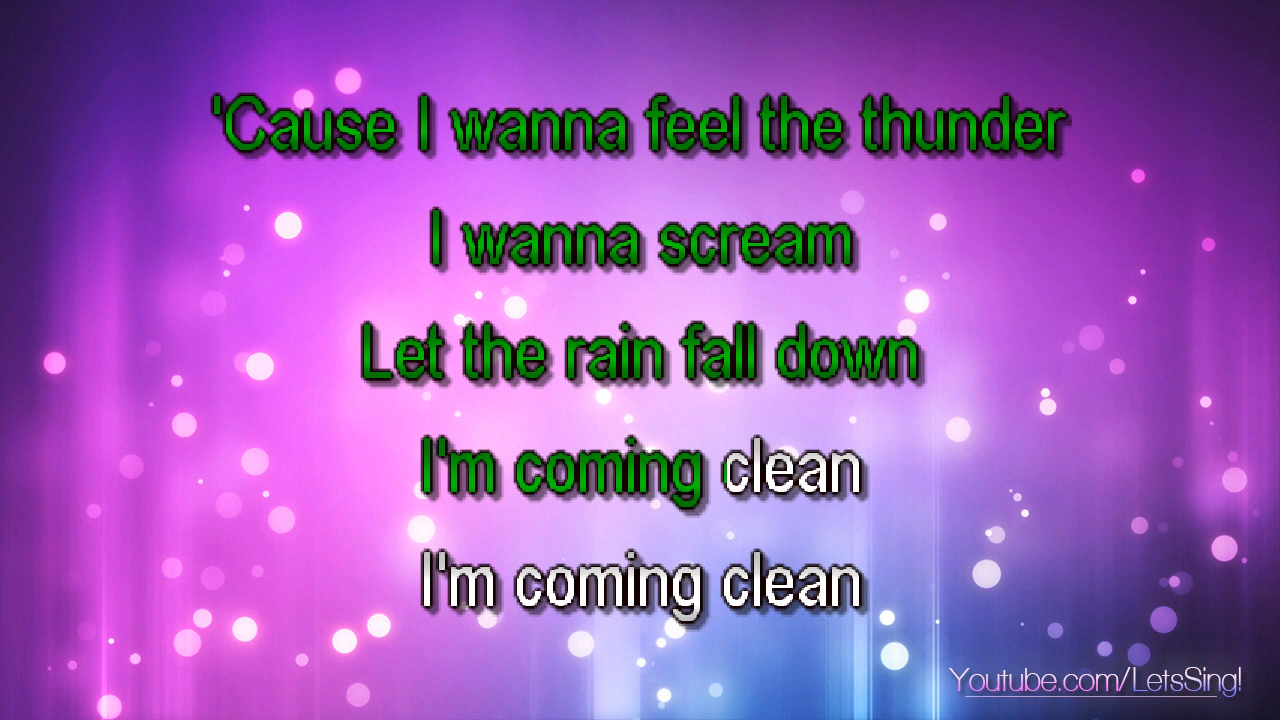 'Cause I wanna feel the thunder
I wanna scream
Let the rain fall down
I'm coming clean
I'm coming clean
Youtube.com/LetsSing!